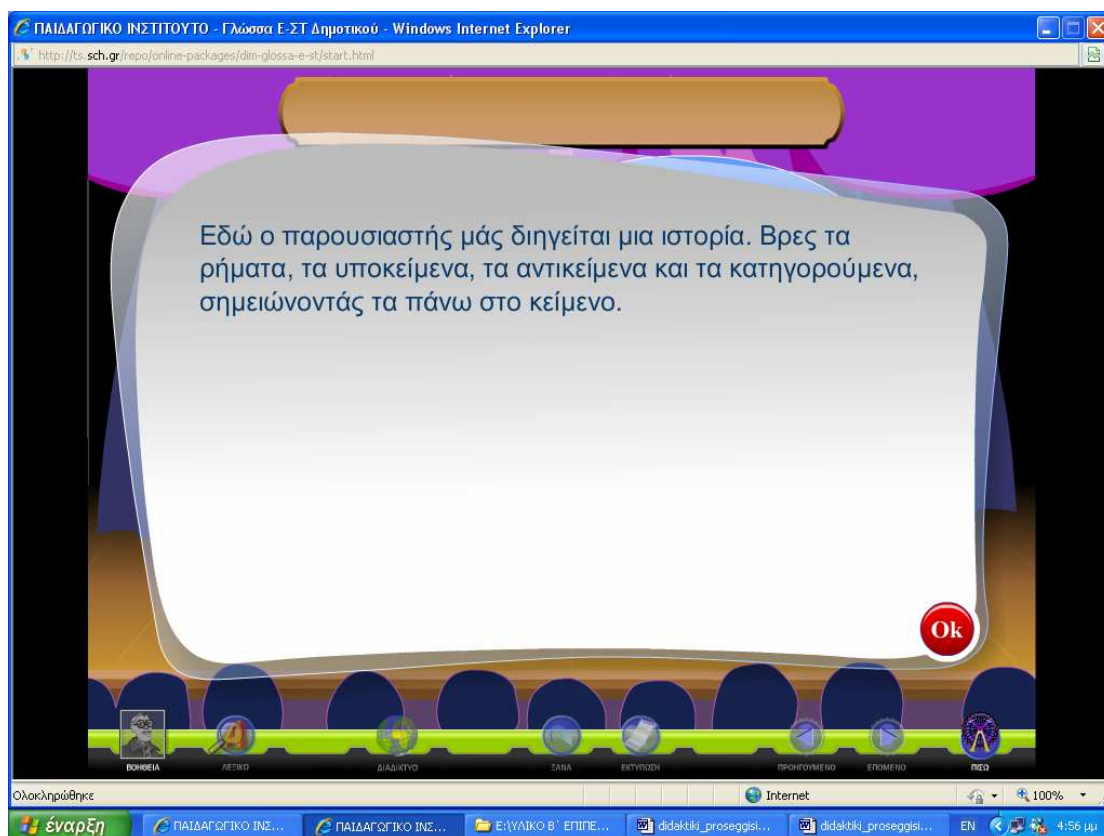 ΠΑΙΔΑΓΩΓΙΚΟ ΙΝΣΤΙΤΟΥΤΟ - Γλώσσα Ε-ΣΤ Δημοτικού - Windows Internet Explorer
http://ts.sch.gr/repo/online-packages/dim-glossa-e-st/start.html
Εδώ ο παρουσιαστής μάς διηγείται μια ιστορία. Βρες τα
ρήματα, τα υποκείμενα, τα αντικείμενα και τα κατηγορούμενα,
σημειώνοντάς τα πάνω στο κείμενο.
Ok
ΒΟΗΘΕΙΑ ΛΕΞΙΚΟ ΔΙΑΔΙΚΤΥΟ ΞΑΝΑ ΕΚΤΥΠΩΣΗ ΠΡΟΗΓΟΥΜΕΝΟ ΕΠΟΜΕΝΟ ΠΙΣΩ
Ολοκληρώθηκε Internet 100%
έναρξη ΠΑΙΔΑΓΩΓΙΚΟ ΙΝΣ... ΠΑΙΔΑΓΩΓΙΚΟ ΙΝΣ... E:\ΥΛΙΚΟ Β΄ ΕΠΙΠΕ... didaktiki_proseggisi... didaktiki_proseggisi... EN 4:56 μμ